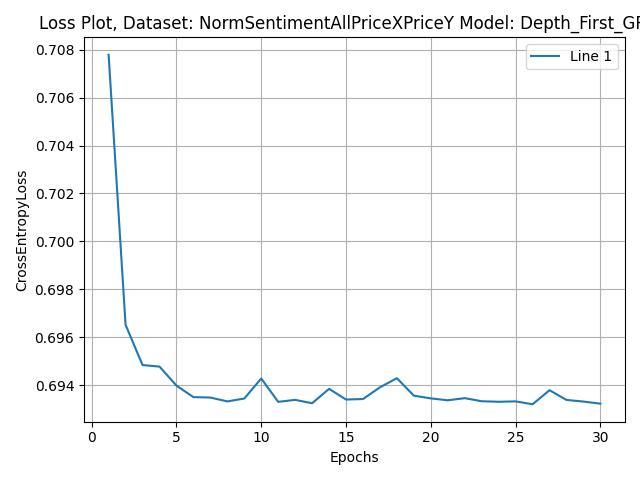 Loss Plot, Dataset: NormSentimentAllPriceXPriceY Model: Depth_First_GR
Line 1
0.708
0.706
0.704
0.702
0.700
0.698
0.696
0.694
CrossEntropyLoss
0 5 10 15 20 25 30
Epochs